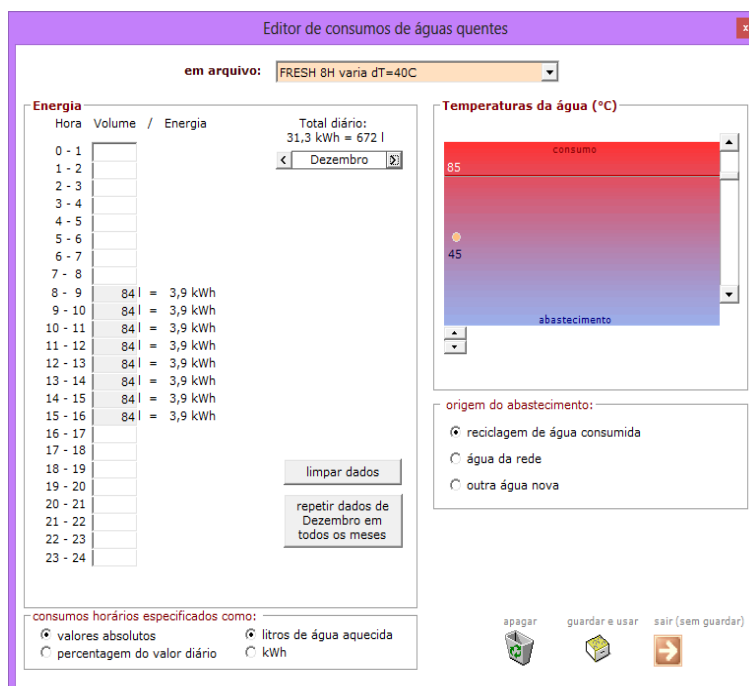 Editor de consumos de águas quentes
x
em arquivo: FRESH 8H varia dT=40C
Energia
Hora Volume / Energia
Total diário:
31,3 kWh = 672 l
< Dezembro >
0 - 1
1 - 2
2 - 3
3 - 4
4 - 5
5 - 6
6 - 7
7 - 8
8 - 9 84 l = 3,9 kWh
9 - 10 84 l = 3,9 kWh
10 - 11 84 l = 3,9 kWh
11 - 12 84 l = 3,9 kWh
12 - 13 84 l = 3,9 kWh
13 - 14 84 l = 3,9 kWh
14 - 15 84 l = 3,9 kWh
15 - 16 84 l = 3,9 kWh
16 - 17
17 - 18
18 - 19
19 - 20
20 - 21
21 - 22
22 - 23
23 - 24
limpar dados
repetir dados de
Dezembro em
todos os meses
Temperaturas da água (°C)
consumo
85
45
abastecimento
origem do abastecimento:
reciclagem de água consumida
água da rede
outra água nova
consumos horários especificados como:
valores absolutos
percentagem do valor diário
litros de água aquecida
kWh
apagar
guardar e usar
sair (sem guardar)